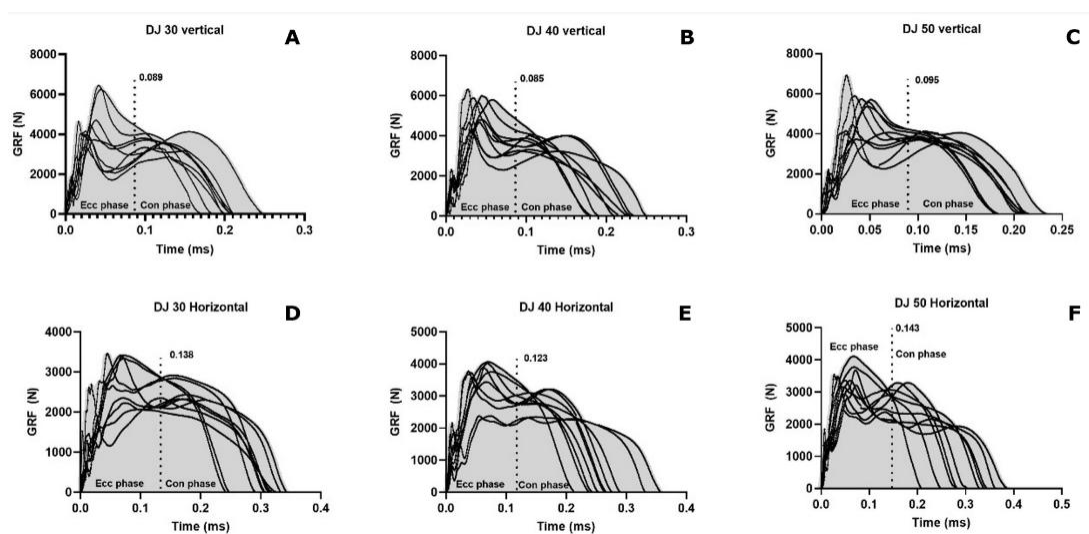 DJ 30 vertical
A
8000
6000
4000
2000
0
GRF (N)
0.089
Ecc phase
Con phase
0.0
0.1
0.2
0.3
Time (ms)
DJ 40 vertical
B
8000
6000
4000
2000
0
GRF (N)
0.085
Ecc phase
Con phase
0.0
0.1
0.2
0.3
Time (ms)
DJ 50 vertical
C
8000
6000
4000
2000
0
GRF (N)
0.095
Ecc phase
Con phase
0.00
0.05
0.10
0.15
0.20
0.25
Time (ms)
DJ 30 Horizontal
D
4000
3000
2000
1000
0
GRF (N)
0.138
Ecc phase
Con phase
0.0
0.1
0.2
0.3
0.4
Time (ms)
DJ 40 Horizontal
E
5000
4000
3000
2000
1000
0
GRF (N)
0.123
Ecc phase
Con phase
0.0
0.1
0.2
0.3
0.4
Time (ms)
DJ 50 Horizontal
F
5000
4000
3000
2000
1000
0
GRF (N)
0.143
Ecc phase
Con phase
0.0
0.1
0.2
0.3
0.4
0.5
Time (ms)